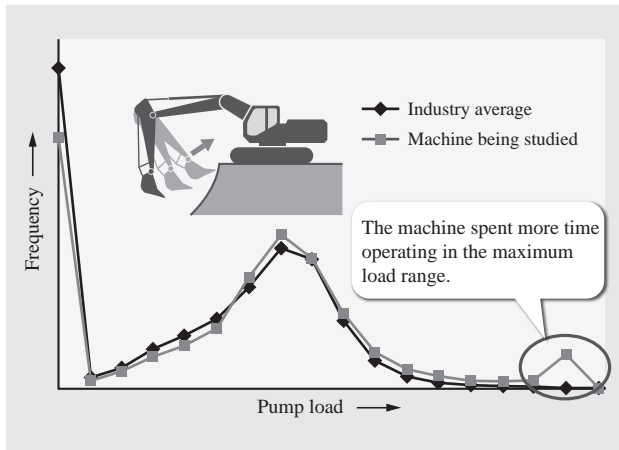 Industry average
Machine being studied
The machine spent more time
operating in the maximum
load range.
Frequency
Pump load